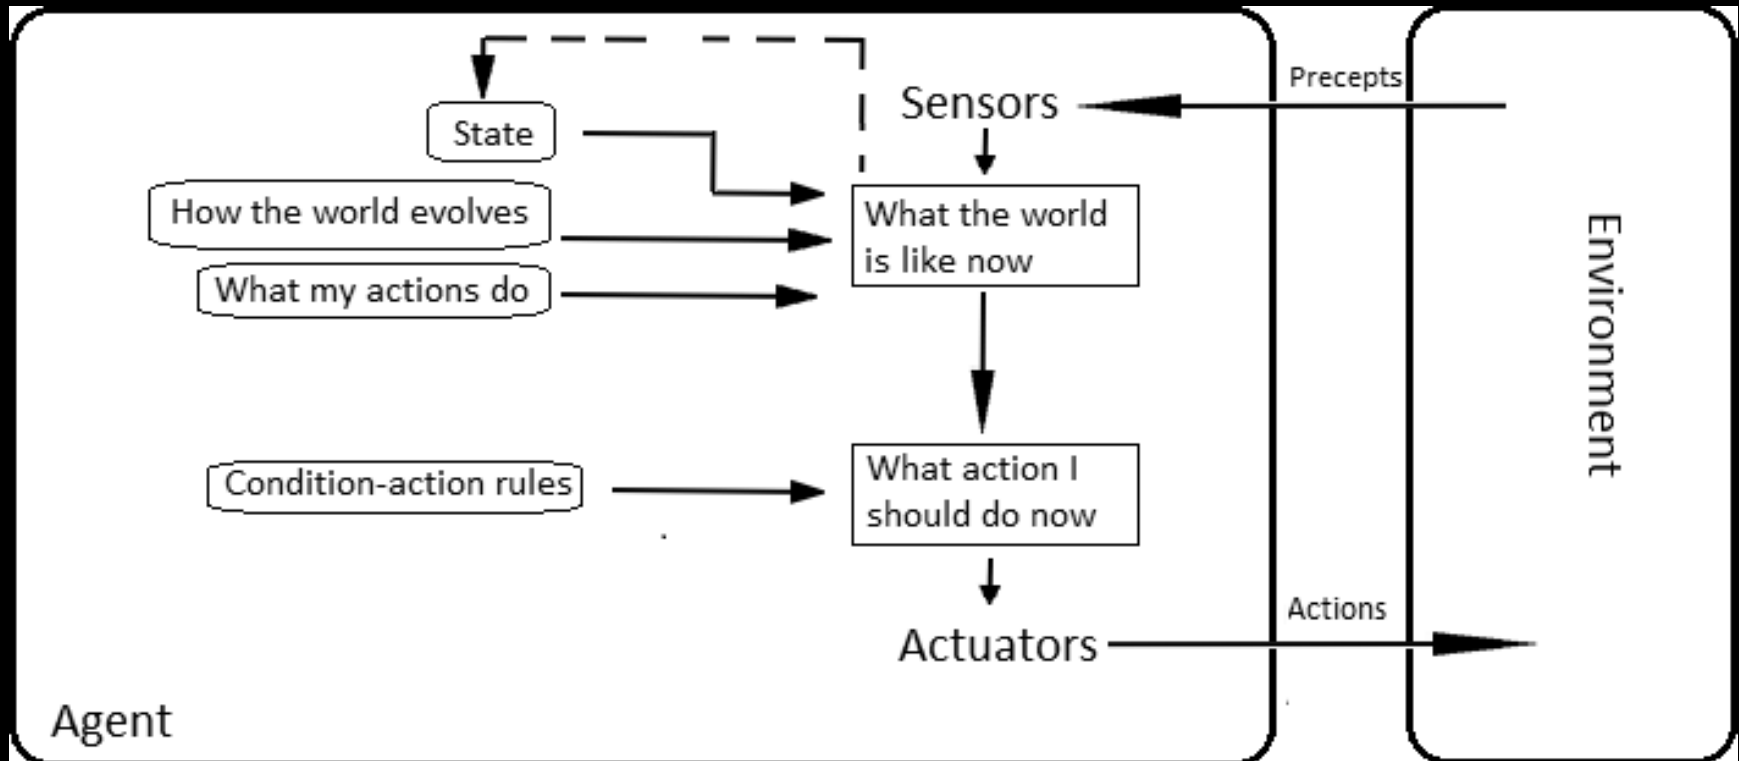 Precepts
Sensors
State
How the world evolves
What the world
is like now
What my actions do
Environment
Condition-action rules
What action I
should do now
Actions
Actuators
Agent